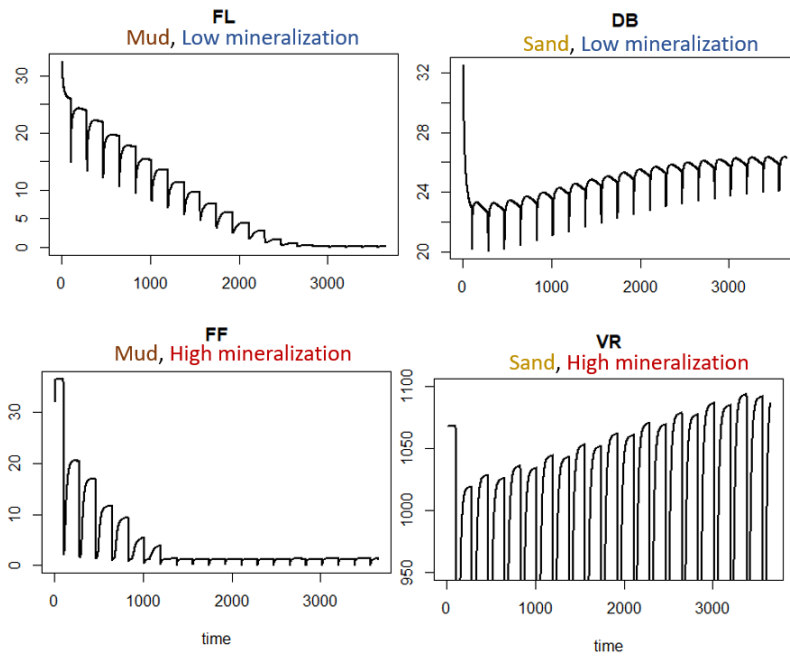 FL
Mud, Low mineralization
30
20
10
5
0
0 1000 2000 3000
DB
Sand, Low mineralization
32
28
24
20
0 1000 2000 3000
FF
Mud, High mineralization
30
20
10
0
0 1000 2000 3000
time
VR
Sand, High mineralization
1100
1050
1000
950
0 1000 2000 3000
time